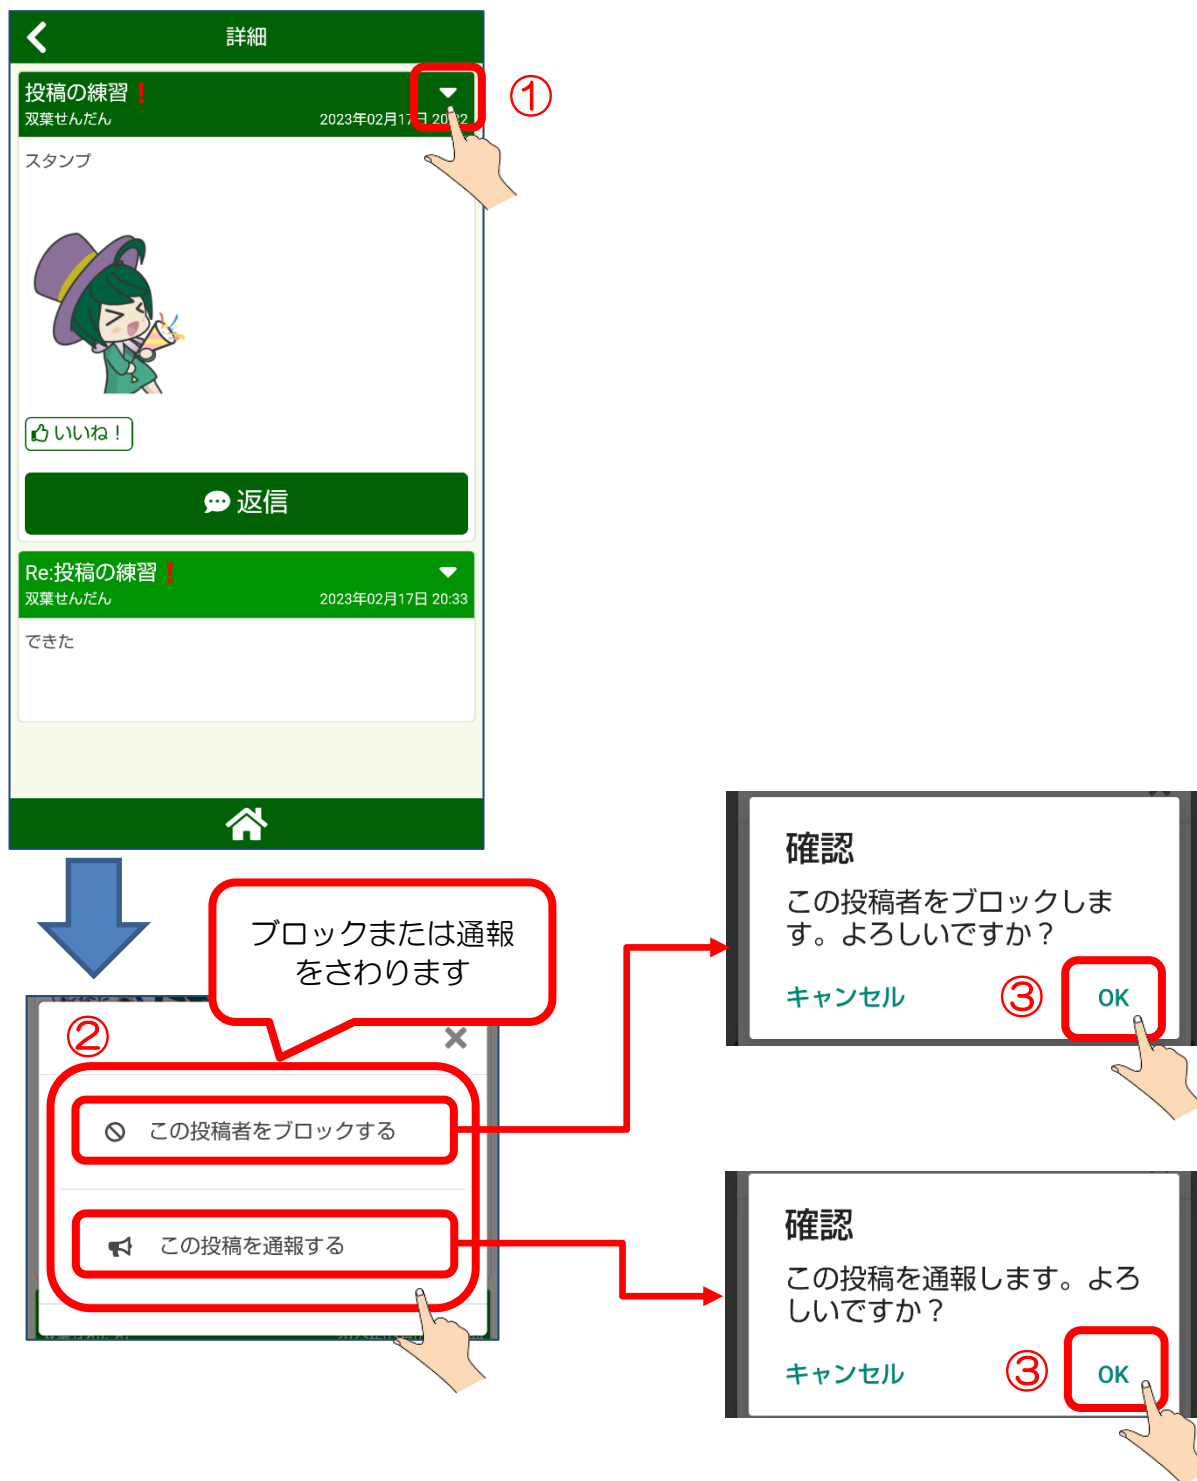 詳細
投稿の練習❗
双葉せんだん
2023年02月17日 20:32
①
スタンプ
いいね！
返信
Re:投稿の練習❗
双葉せんだん
2023年02月17日 20:33
できた
ブロックまたは通報
をさわります
②
この投稿者をブロックする
この投稿を通報する
確認
この投稿者をブロックしま
す。よろしいですか？
キャンセル
③
OK
確認
この投稿を通報します。よろ
しいですか？
キャンセル
③
OK